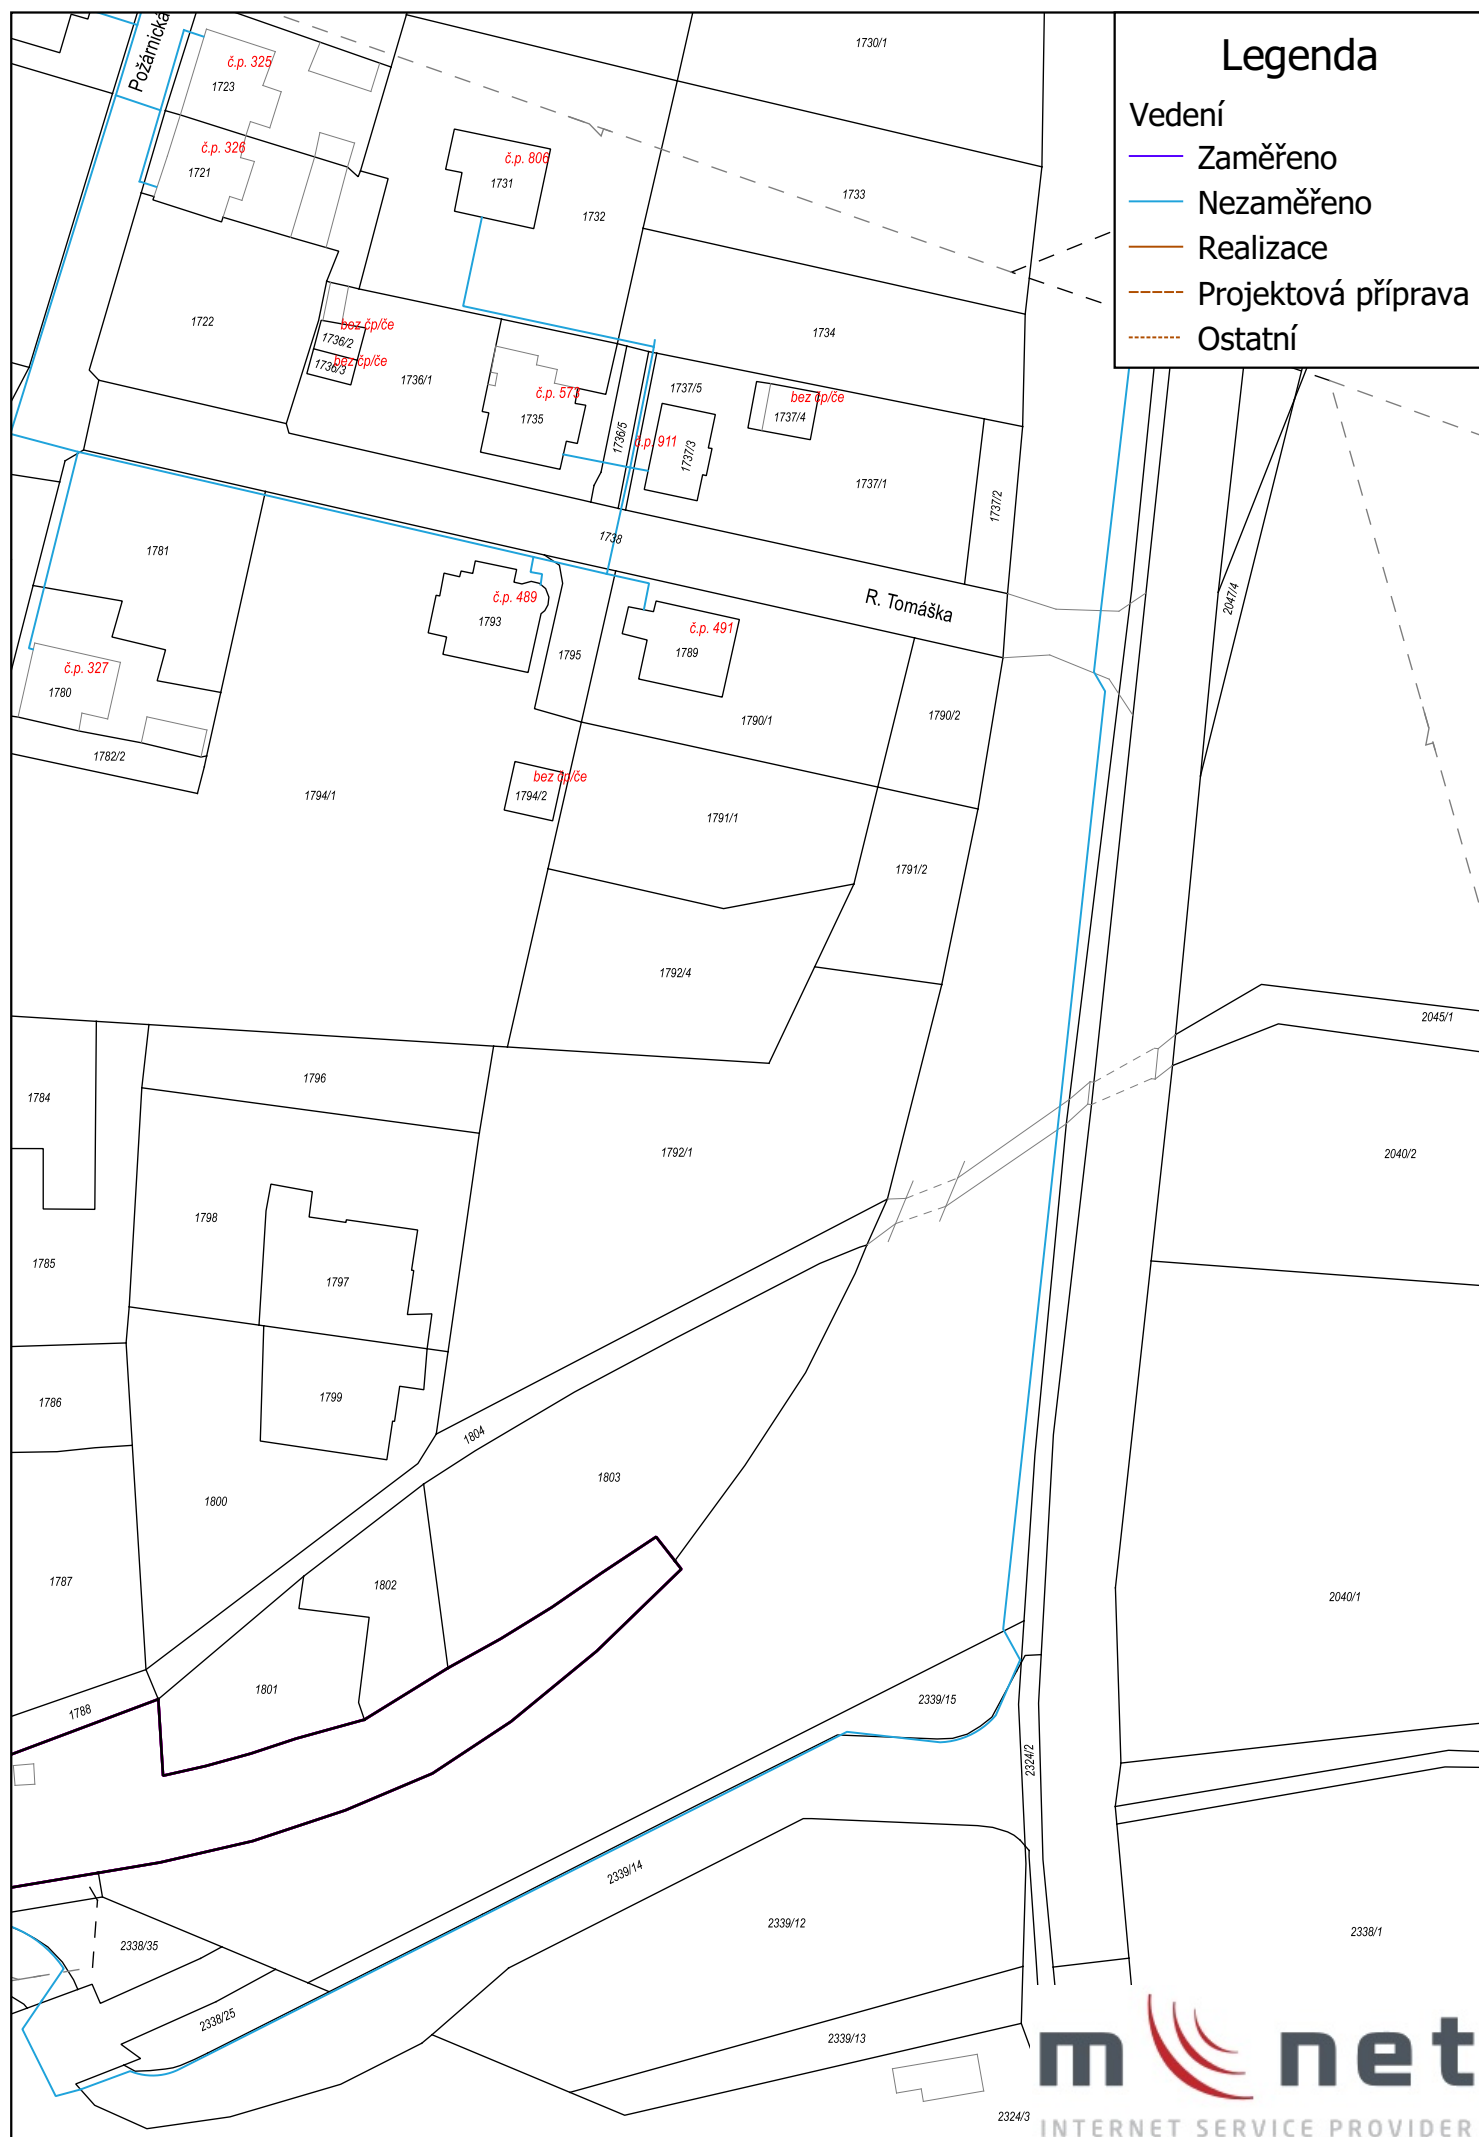 Legenda
Vedení
Zaměřeno
Nezaměřeno
Realizace
Projektová příprava
Ostatní
Požárnická
č.p. 325
1723
č.p. 326
1721
č.p. 806
1731
1732
1730/1
1733
1734
1722
bez čp/če
1736/2
bez čp/če
1736/3
1736/1
č.p. 573
1735
1736/5
1737/5
č.p. 911
1737/3
bez čp/če
1737/4
1737/1
1737/2
1738
R. Tomáška
2047/4
1781
č.p. 489
1793
1795
č.p. 491
1789
č.p. 327
1780
1790/1
1790/2
1782/2
1794/1
bez čp/če
1794/2
1791/1
1791/2
1792/4
2045/1
1784
1796
1792/1
2040/2
1798
1785
1797
1786
1799
1804
1800
1803
1787
1802
2040/1
1801
1788
2339/15
2324/2
2339/14
2339/12
2338/35
2338/1
2338/25
2339/13
2324/3
m net
INTERNET SERVICE PROVIDER